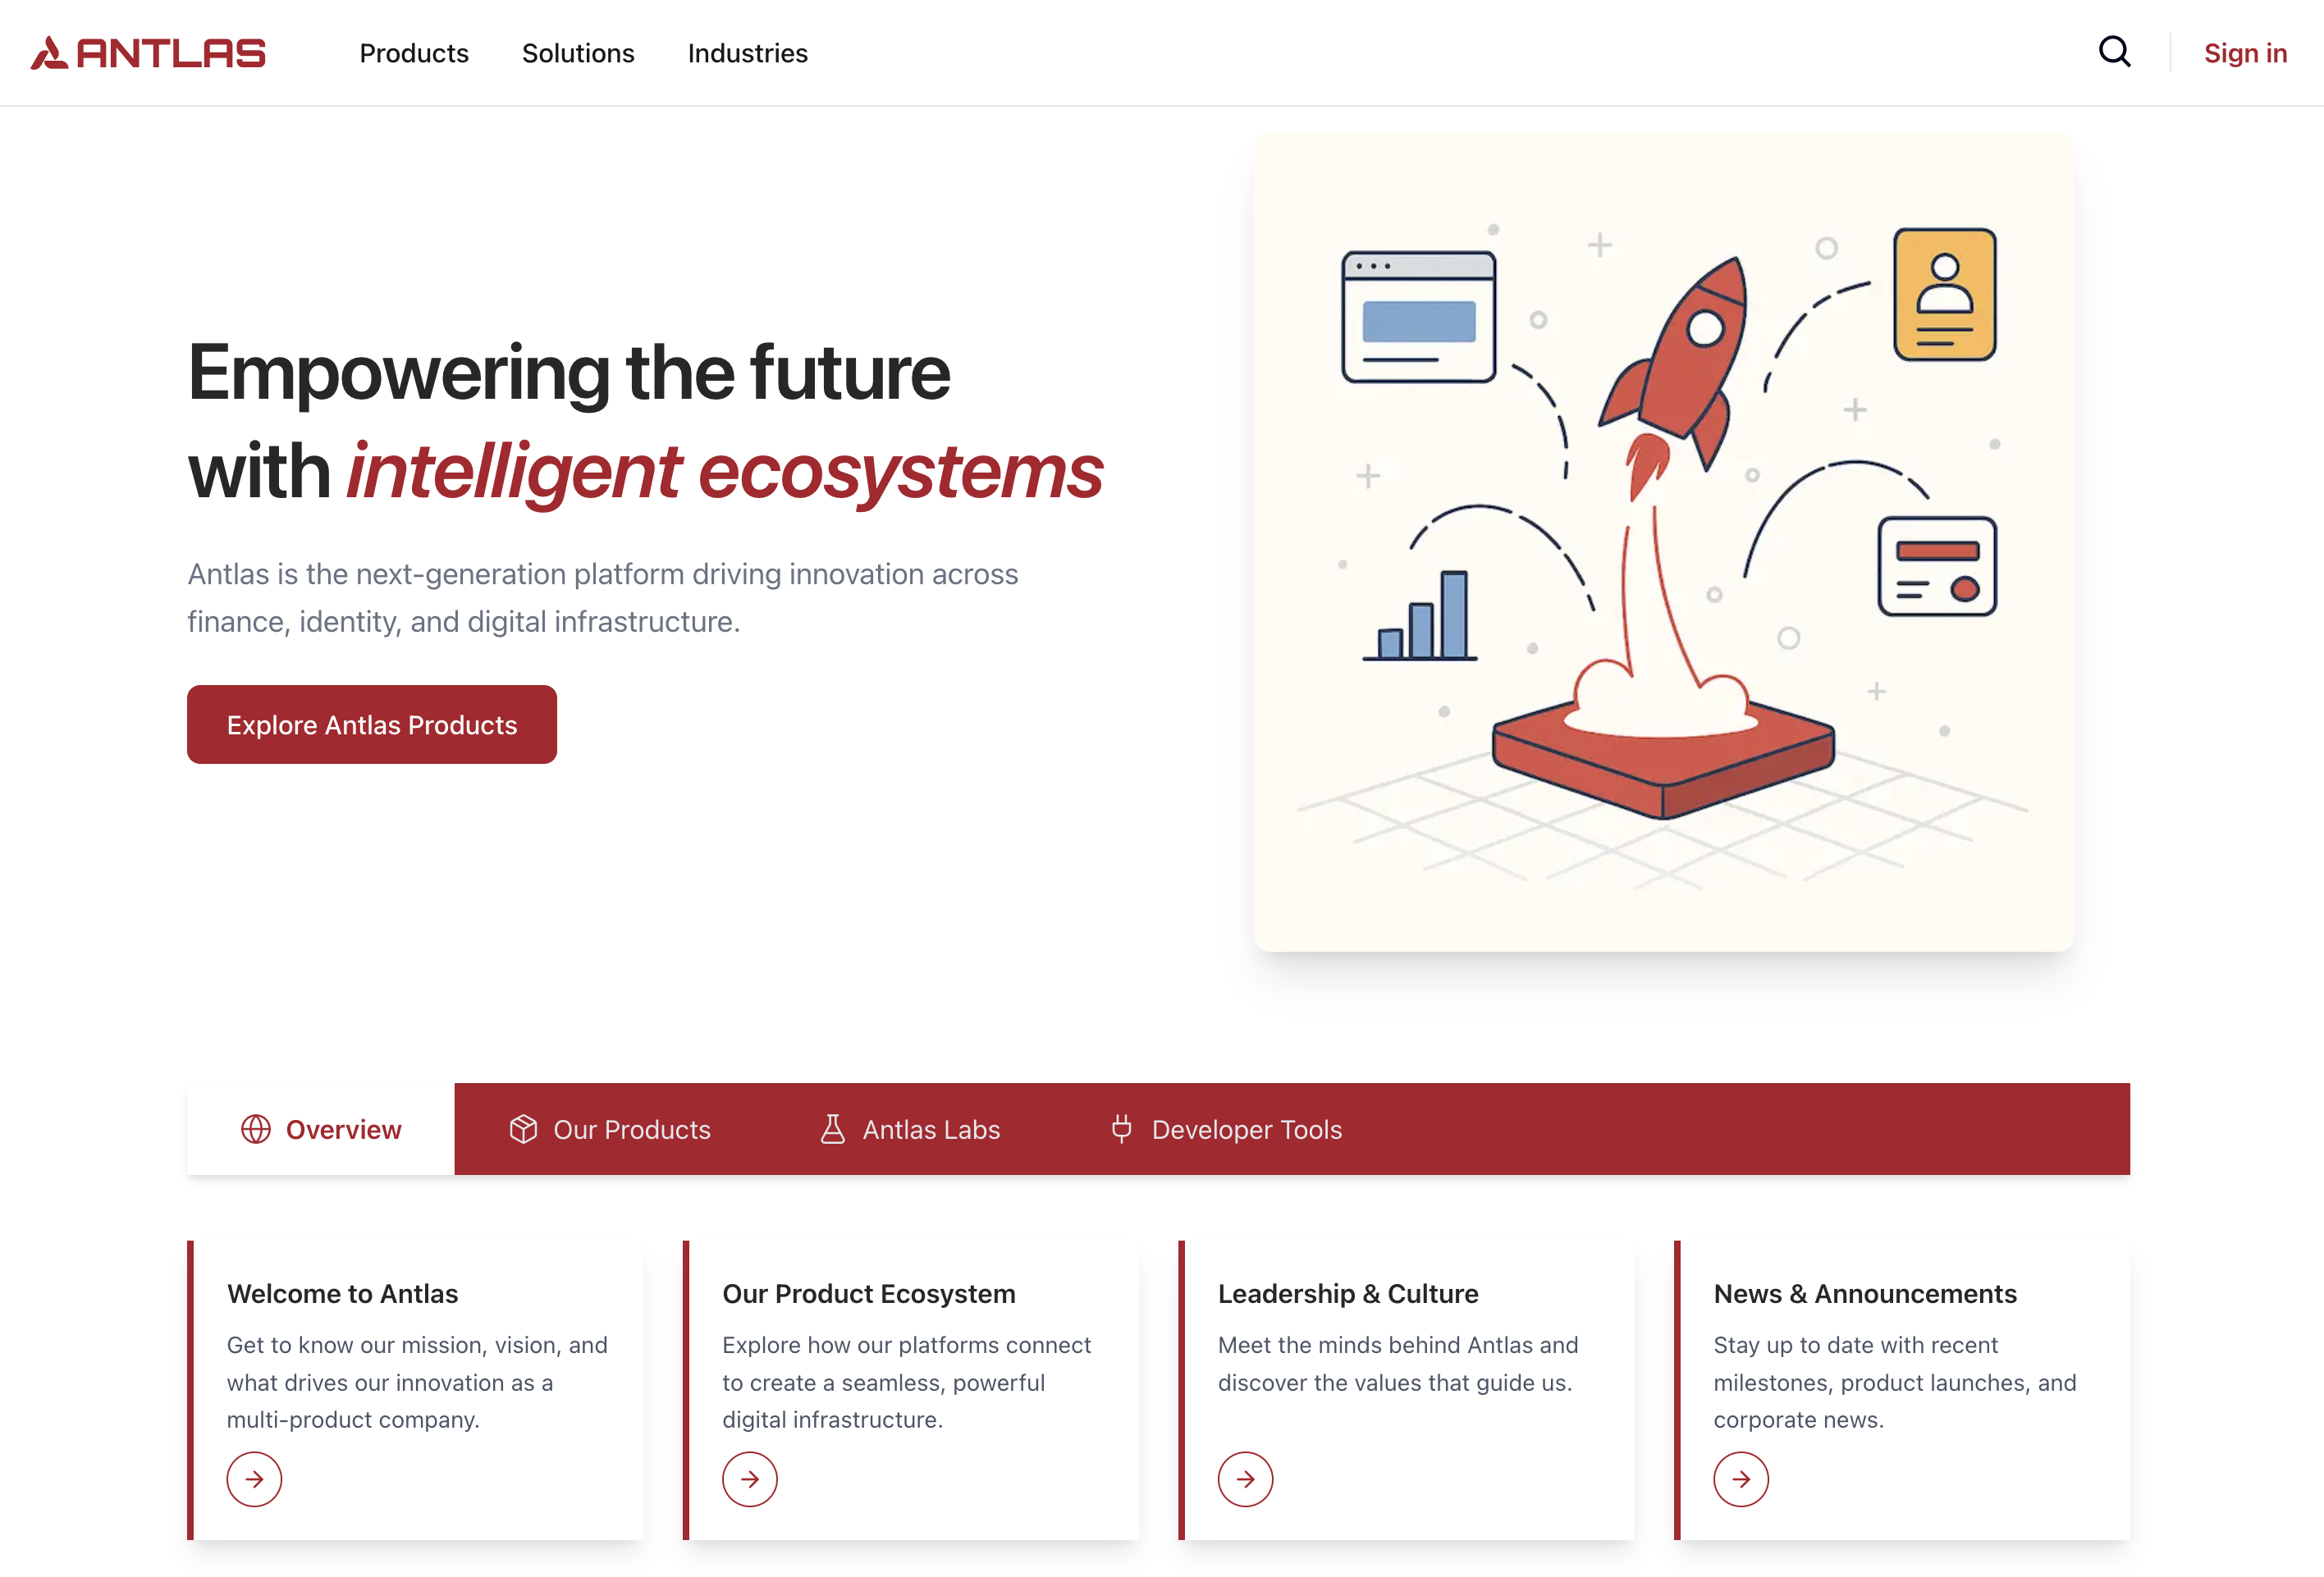 ANTLAS
Products
Solutions
Industries
Sign in
Empowering the future
with intelligent ecosystems
Antlas is the next-generation platform driving innovation across
finance, identity, and digital infrastructure.
Explore Antlas Products
Overview
Our Products
Antlas Labs
Developer Tools
Welcome to Antlas
Get to know our mission, vision, and
what drives our innovation as a
multi-product company.
Our Product Ecosystem
Explore how our platforms connect
to create a seamless, powerful
digital infrastructure.
Leadership & Culture
Meet the minds behind Antlas and
discover the values that guide us.
News & Announcements
Stay up to date with recent
milestones, product launches, and
corporate news.